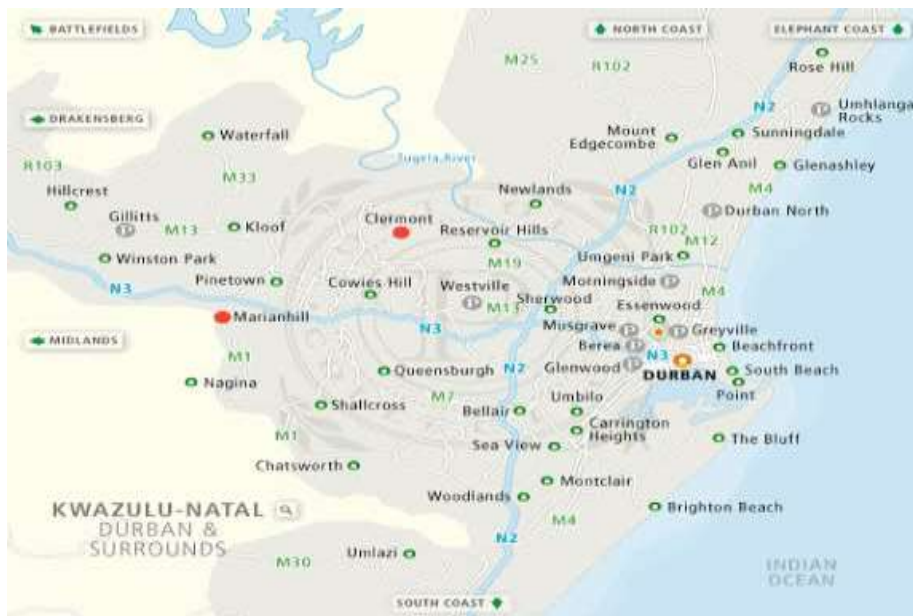 BATTLEFIELDS
NORTH COAST
ELEPHANT COAST
M25
R102
Rose Hill
N2
Umhlanga
Rocks
DRAKENSBERG
Waterfall
Mount
Edgecombe
Sunningdale
Glen Anil
Glenashley
Tugela River
R103
M33
Hillcrest
Newlands
N2
M4
Gillitts
M13
Kloof
Clermont
Reservoir Hills
Durban North
R102
M12
Winston Park
Pinetown
Cowies Hill
M19
Umgeni Park
N3
Westville
M13
Sherwood
Morningside
M4
Essenwood
Marianhill
N3
Musgrave
Greyville
MIDLANDS
Berea
N3
Beachfront
M1
Glenwood
DURBAN
South Beach
Point
Nagina
Queensburgh
N2
Shallcross
M7
Bellair
Umbilo
Carrington
Heights
The Bluff
M1
Sea View
Chatsworth
Montclair
Woodlands
Brighton Beach
M4
KWAZULU-NATAL
DURBAN &
SURROUNDS
N2
Umlazi
M30
INDIAN
OCEAN
SOUTH COAST